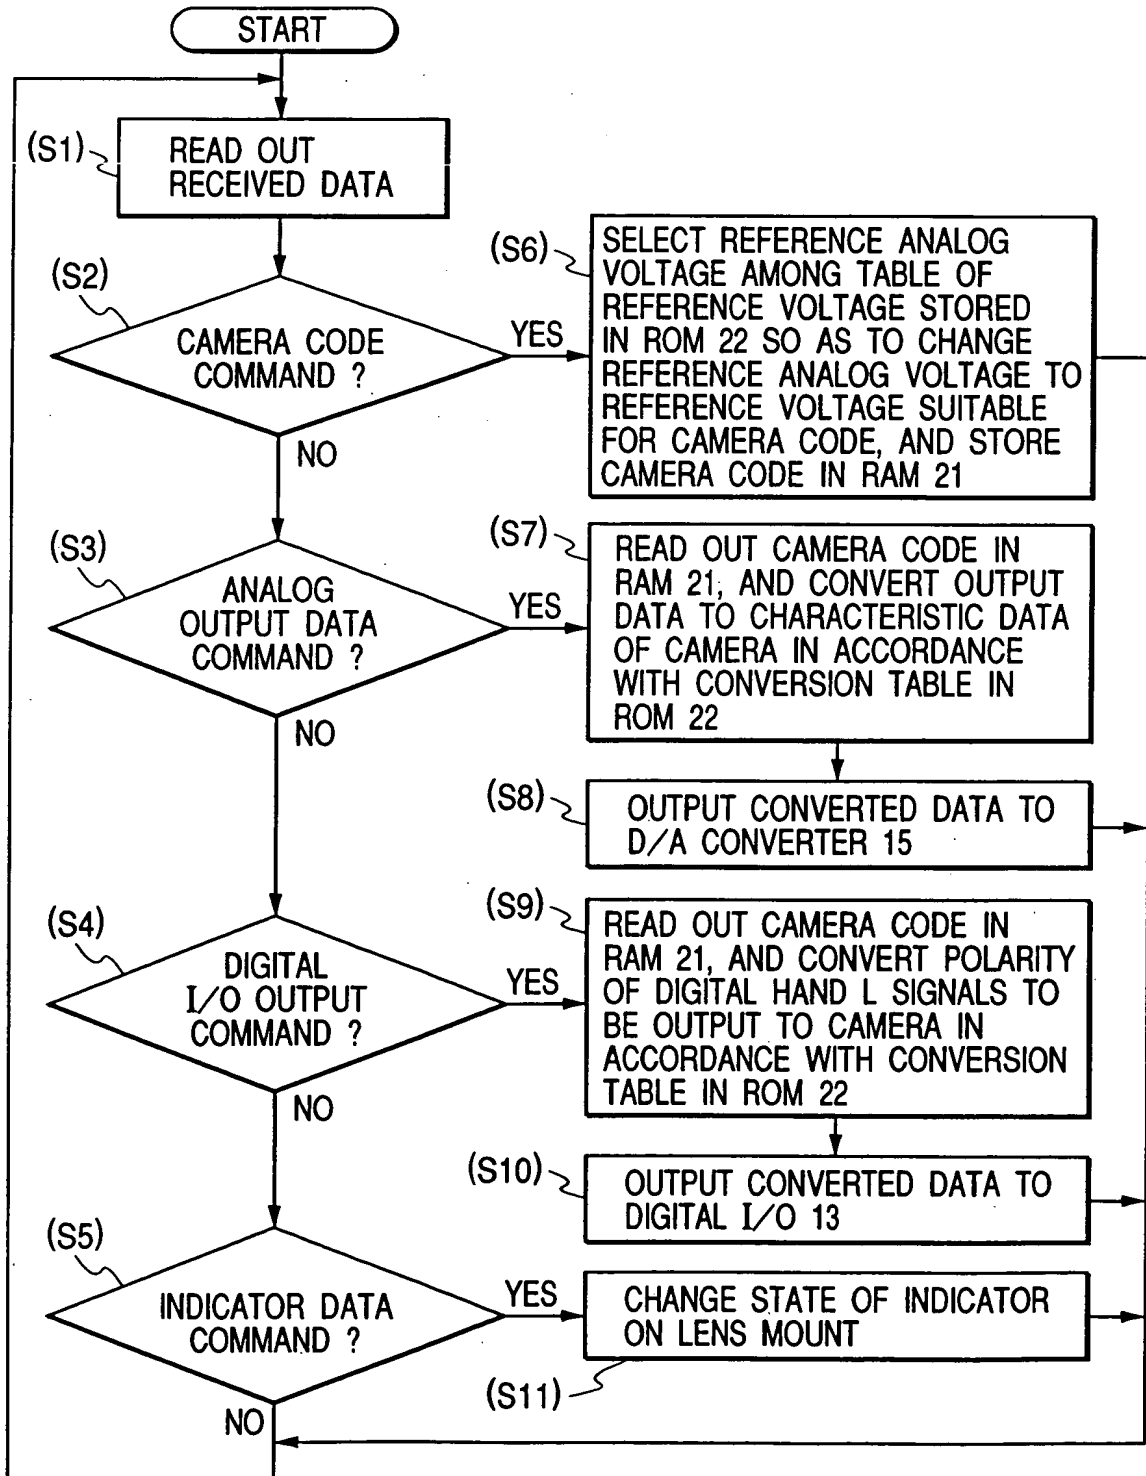 START
(S1)
READ OUT
RECEIVED DATA
(S2)
CAMERA CODE
COMMAND ?
YES
NO
(S6)
SELECT REFERENCE ANALOG
VOLTAGE AMONG TABLE OF
REFERENCE VOLTAGE STORED
IN ROM 22 SO AS TO CHANGE
REFERENCE ANALOG VOLTAGE TO
REFERENCE VOLTAGE SUITABLE
FOR CAMERA CODE, AND STORE
CAMERA CODE IN RAM 21
(S3)
ANALOG
OUTPUT DATA
COMMAND ?
YES
NO
(S7)
READ OUT CAMERA CODE IN
RAM 21, AND CONVERT OUTPUT
DATA TO CHARACTERISTIC DATA
OF CAMERA IN ACCORDANCE
WITH CONVERSION TABLE IN
ROM 22
(S8)
OUTPUT CONVERTED DATA TO
D/A CONVERTER 15
(S4)
DIGITAL
I/O OUTPUT
COMMAND ?
YES
NO
(S9)
READ OUT CAMERA CODE IN
RAM 21, AND CONVERT POLARITY
OF DIGITAL HAND L SIGNALS TO
BE OUTPUT TO CAMERA IN
ACCORDANCE WITH CONVERSION
TABLE IN ROM 22
(S10)
OUTPUT CONVERTED DATA TO
DIGITAL I/O 13
(S5)
INDICATOR DATA
COMMAND ?
YES
NO
CHANGE STATE OF INDICATOR
ON LENS MOUNT
(S11)